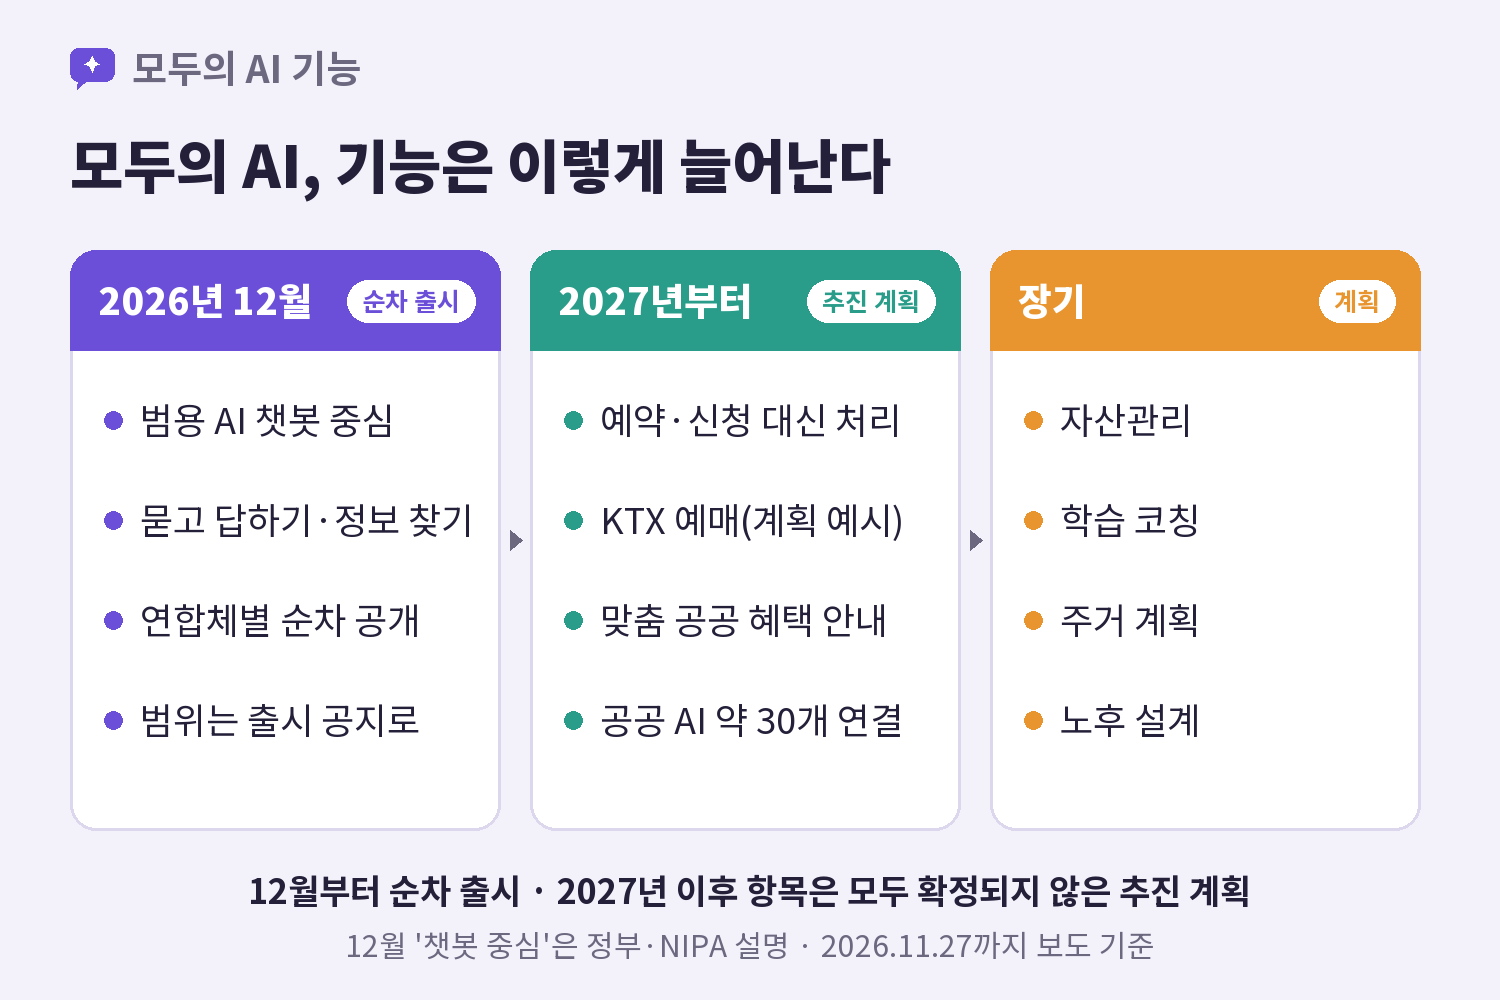 모두의 AI 기능
모두의 AI, 기능은 이렇게 늘어난다
2026년 12월 순차 출시
범용 AI 챗봇 중심
묻고 답하기·정보 찾기
연합체별 순차 공개
범위는 출시 공지로
2027년부터 추진 계획
예약·신청 대신 처리
KTX 예매(계획 예시)
맞춤 공공 혜택 안내
공공 AI 약 30개 연결
장기 계획
자산관리
학습 코칭
주거 계획
노후 설계
12월부터 순차 출시 · 2027년 이후 항목은 모두 확정되지 않은 추진 계획
12월 '챗봇 중심'은 정부·NIPA 설명 · 2026.11.27까지 보도 기준